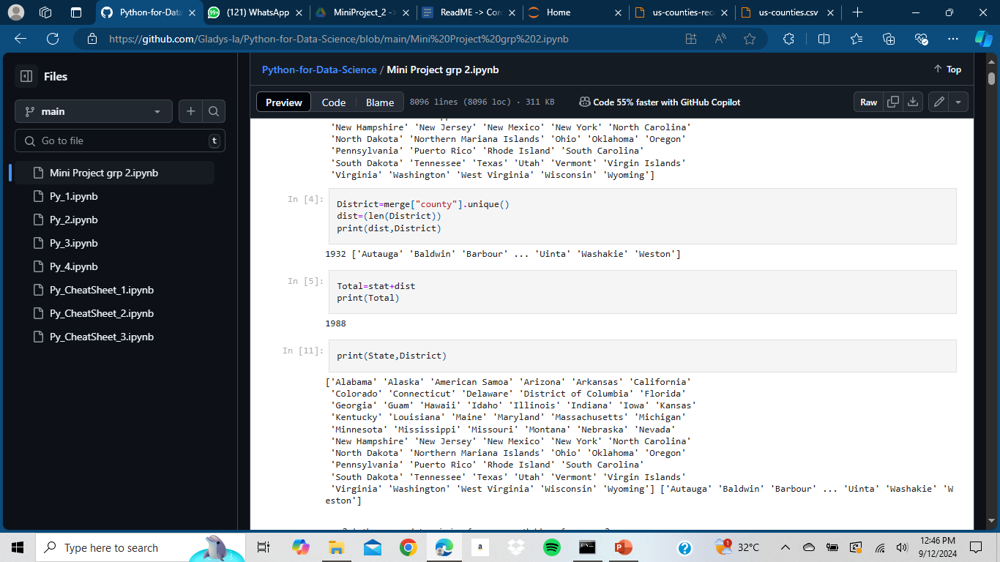 Python-for-Data
(121) WhatsApp
MiniProject_2 ->
ReadME -> Cor
Home
us-counties-rec
us-counties.csv
https://github.com/Gladys-la/Python-for-Data-Science/blob/main/Mini%20Project%20grp%202.ipynb
Files
main
Go to file
t
Mini Project grp 2.ipynb
Py_1.ipynb
Py_2.ipynb
Py_3.ipynb
Py_4.ipynb
Py_CheatSheet_1.ipynb
Py_CheatSheet_2.ipynb
Py_CheatSheet_3.ipynb
Python-for-Data-Science / Mini Project grp 2.ipynb
Top
Preview Code Blame 8096 lines (8096 loc) · 311 KB Code 55% faster with GitHub Copilot Raw
'New Hampshire' 'New Jersey' 'New Mexico' 'New York' 'North Carolina'
'North Dakota' 'Northern Mariana Islands' 'Ohio' 'Oklahoma' 'Oregon'
'Pennsylvania' 'Puerto Rico' 'Rhode Island' 'South Carolina'
'South Dakota' 'Tennessee' 'Texas' 'Utah' 'Vermont' 'Virgin Islands'
'Virginia' 'Washington' 'West Virginia' 'Wisconsin' 'Wyoming']
In [4]:
District=merge["county"].unique()
dist=(len(District))
print(dist,District)
1932 ['Autauga' 'Baldwin' 'Barbour' ... 'Uinta' 'Washakie' 'Weston']
In [5]:
Total=stat+dist
print(Total)
1988
In [11]:
print(State,District)
['Alabama' 'Alaska' 'American Samoa' 'Arizona' 'Arkansas' 'California'
'Colorado' 'Connecticut' 'Delaware' 'District of Columbia' 'Florida'
'Georgia' 'Guam' 'Hawaii' 'Idaho' 'Illinois' 'Indiana' 'Iowa' 'Kansas'
'Kentucky' 'Louisiana' 'Maine' 'Maryland' 'Massachusetts' 'Michigan'
'Minnesota' 'Mississippi' 'Missouri' 'Montana' 'Nebraska' 'Nevada'
'New Hampshire' 'New Jersey' 'New Mexico' 'New York' 'North Carolina'
'North Dakota' 'Northern Mariana Islands' 'Ohio' 'Oklahoma' 'Oregon'
'Pennsylvania' 'Puerto Rico' 'Rhode Island' 'South Carolina'
'South Dakota' 'Tennessee' 'Texas' 'Utah' 'Vermont' 'Virgin Islands'
'Virginia' 'Washington' 'West Virginia' 'Wisconsin' 'Wyoming'] ['Autauga' 'Baldwin' 'Barbour' ... 'Uinta' 'Washakie' 'W
eston']
Type here to search
a
32°C
12:46 PM
9/12/2024